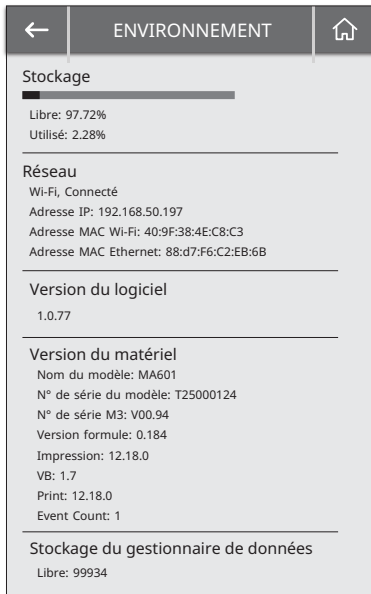 ENVIRONNEMENT
Stockage
Libre: 97.72%
Utilisé: 2.28%
Réseau
Wi-Fi, Connecté
Adresse IP: 192.168.50.197
Adresse MAC Wi-Fi: 40:9F:38:4E:C8:C3
Adresse MAC Ethernet: 88:d7:F6:C2:EB:6B
Version du logiciel
1.0.77
Version du matériel
Nom du modèle: MA601
N° de série du modèle: T25000124
N° de série M3: V00.94
Version formule: 0.184
Impression: 12.18.0
VB: 1.7
Print: 12.18.0
Event Count: 1
Stockage du gestionnaire de données
Libre: 99934